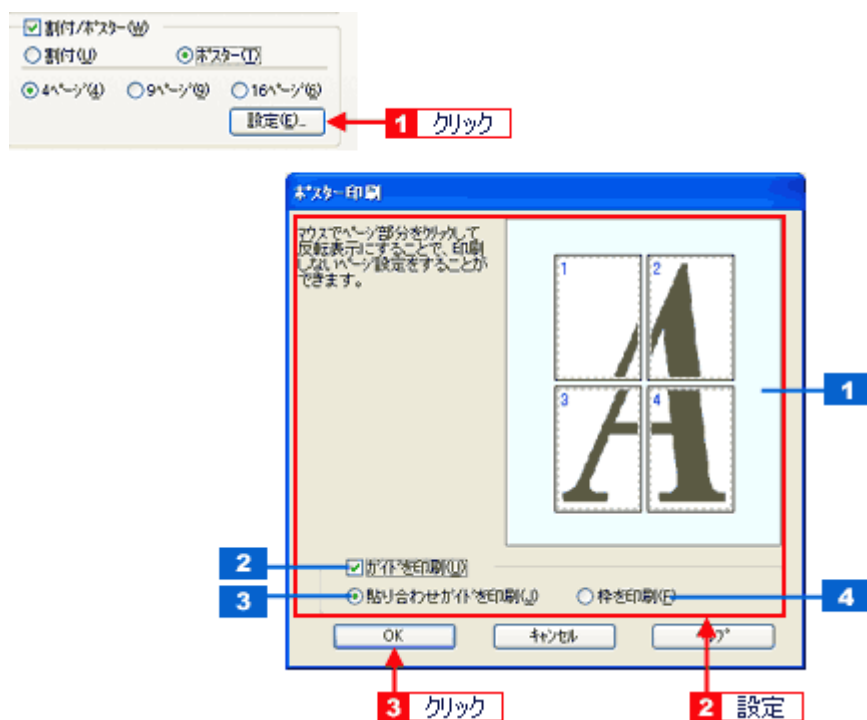 割付/ポスター(W)
割付(U) ポスター(T)
4ページ(4) 9ページ(9) 16ページ(6)
設定(E)... 1 クリック
ポスター印刷
マウスでページ部分をクリックして
反転表示にすることで、印刷
しないページ設定をすることが
できます。
1 2
3 4
1
2 ガイドを印刷(U)
3 貼り合わせガイドを印刷(J) 枠を印刷(F) 4
OK キャンセル
3 クリック 2 設定